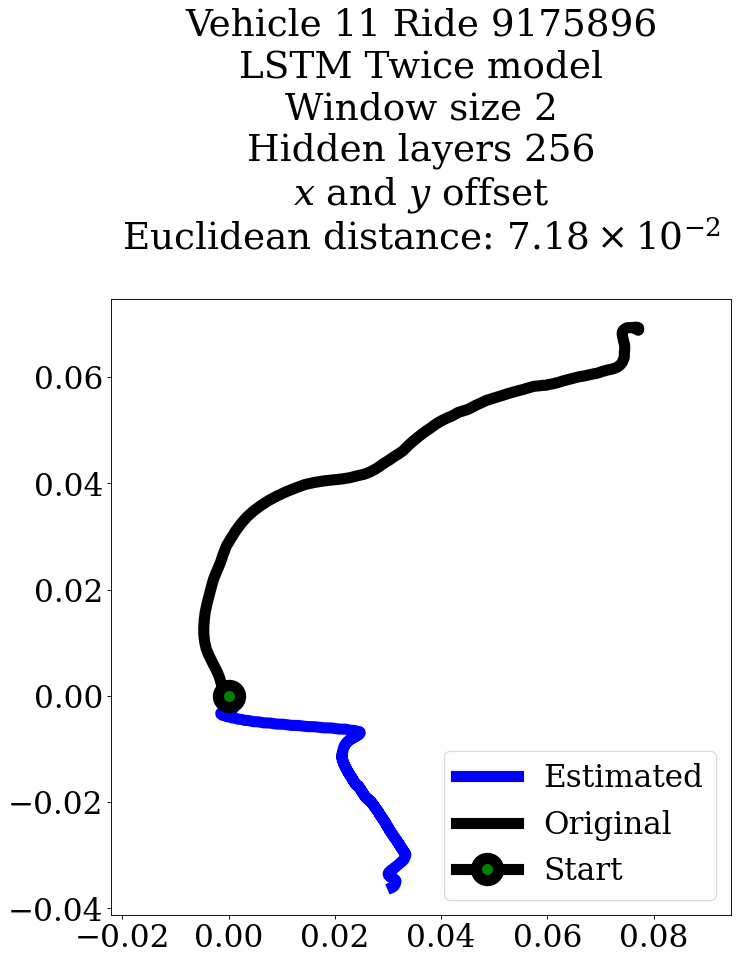 Vehicle 11 Ride 9175896
LSTM Twice model
Window size 2
Hidden layers 256
x and y offset
Euclidean distance: 7.18 × 10⁻²
0.06
0.04
0.02
0.00
−0.02
−0.04
Estimated
Original
Start
−0.02 0.00 0.02 0.04 0.06 0.08